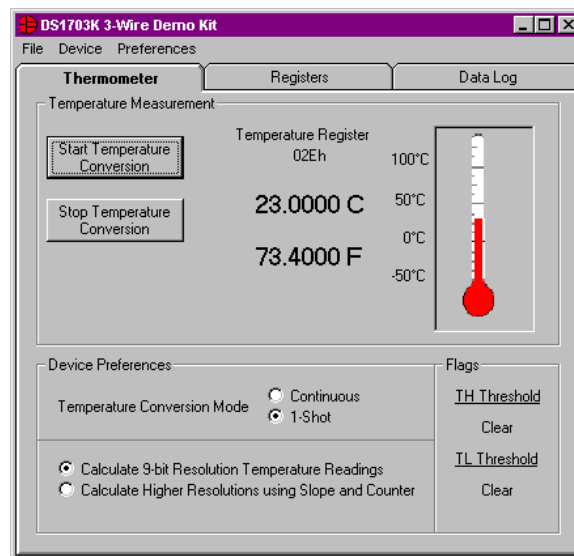 DS1703K 3-Wire Demo Kit
File Device Preferences
Thermometer Registers Data Log
Temperature Measurement
Start Temperature
Conversion
Stop Temperature
Conversion
Temperature Register
02Eh
23.0000 C
73.4000 F
100°C
50°C
0°C
-50°C
Device Preferences
Temperature Conversion Mode
Continuous
1-Shot
Calculate 9-bit Resolution Temperature Readings
Calculate Higher Resolutions using Slope and Counter
Flags
TH Threshold
Clear
TL Threshold
Clear